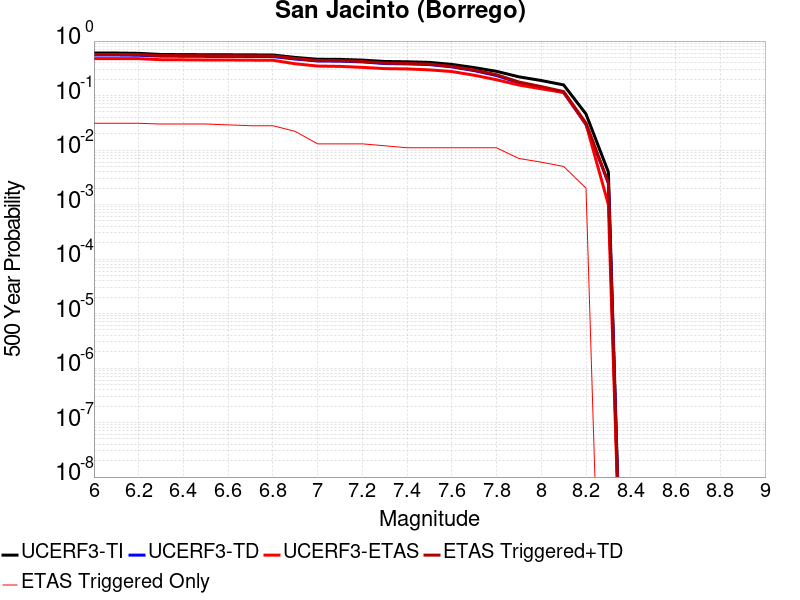 San Jacinto (Borrego)
10^0
10^-1
10^-2
10^-3
10^-4
10^-5
10^-6
10^-7
10^-8
500 Year Probability
6 6.2 6.4 6.6 6.8 7 7.2 7.4 7.6 7.8 8 8.2 8.4 8.6 8.8 9
Magnitude
UCERF3-TI UCERF3-TD UCERF3-ETAS ETAS Triggered+TD
ETAS Triggered Only